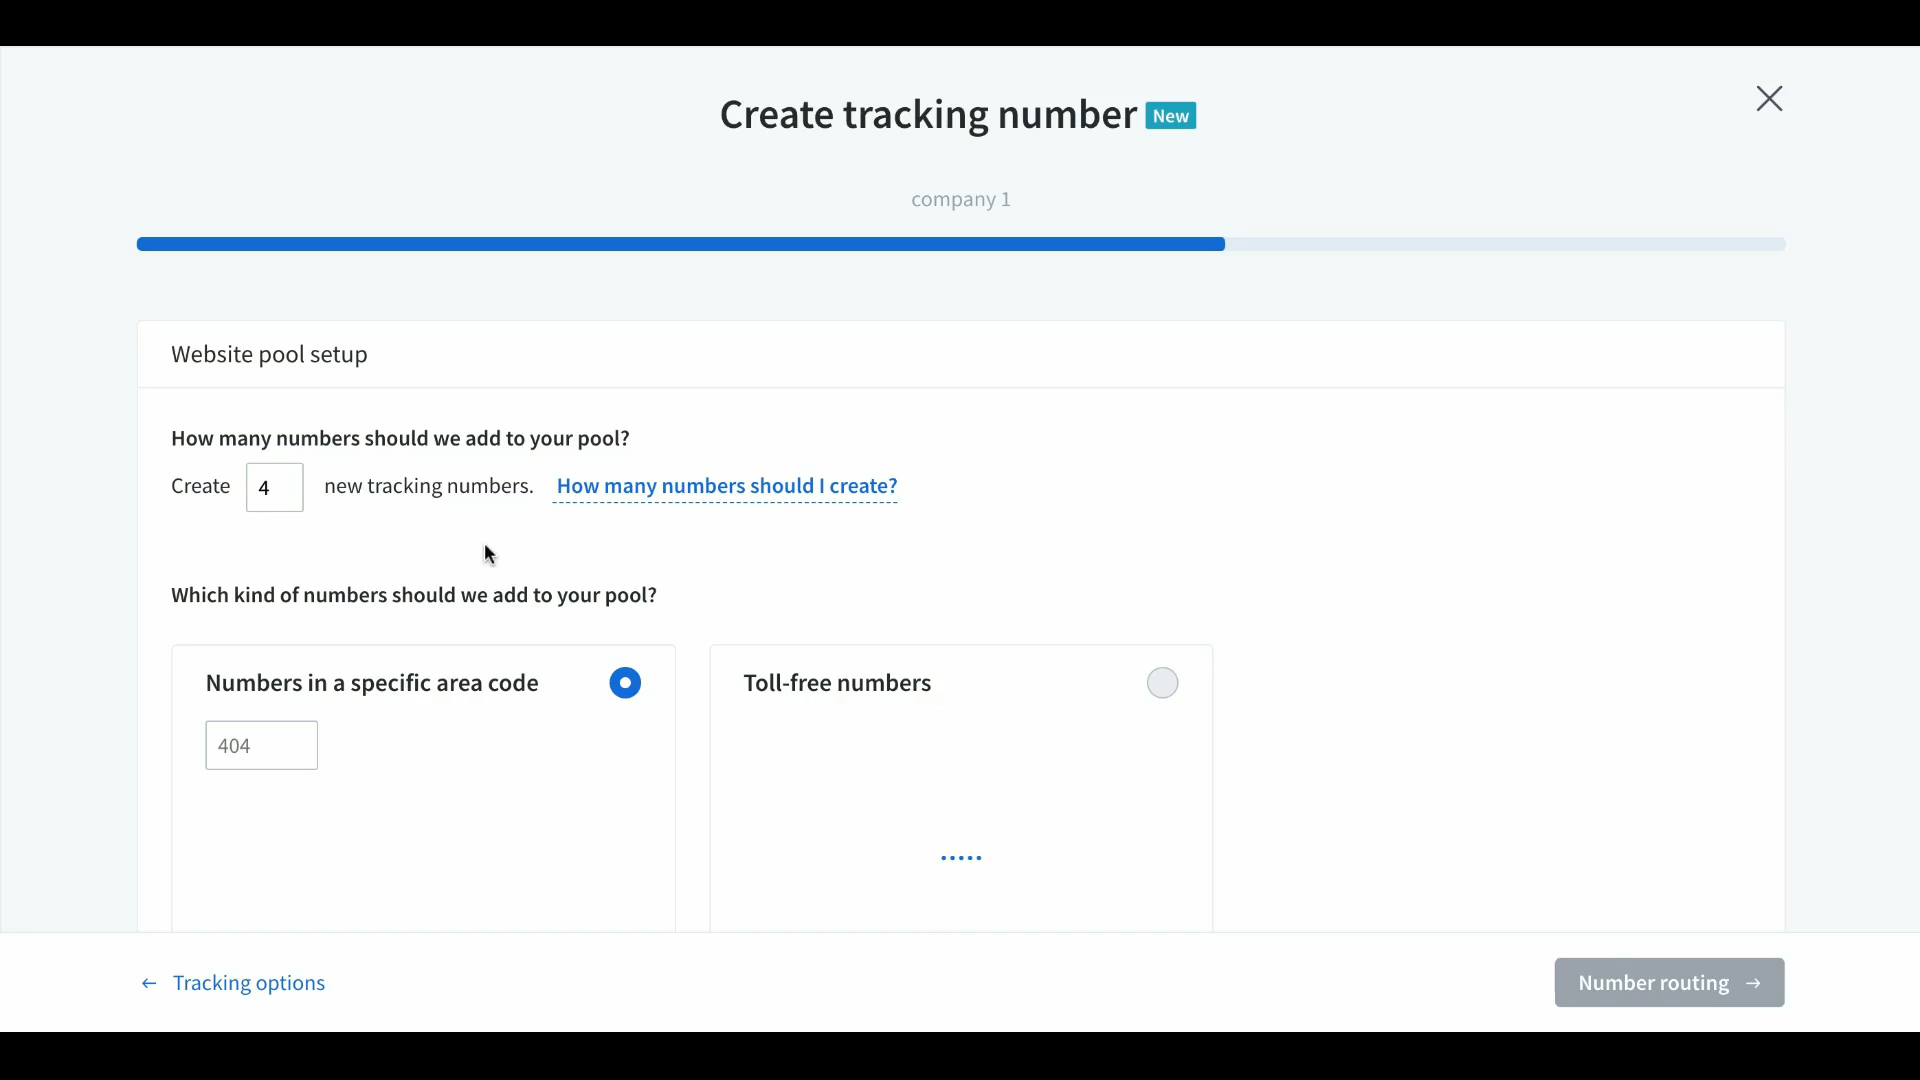 Create tracking number New
company 1
Website pool setup
How many numbers should we add to your pool?
Create 4 new tracking numbers. How many numbers should I create?
Which kind of numbers should we add to your pool?
Numbers in a specific area code
Toll-free numbers
404
← Tracking options
Number routing →